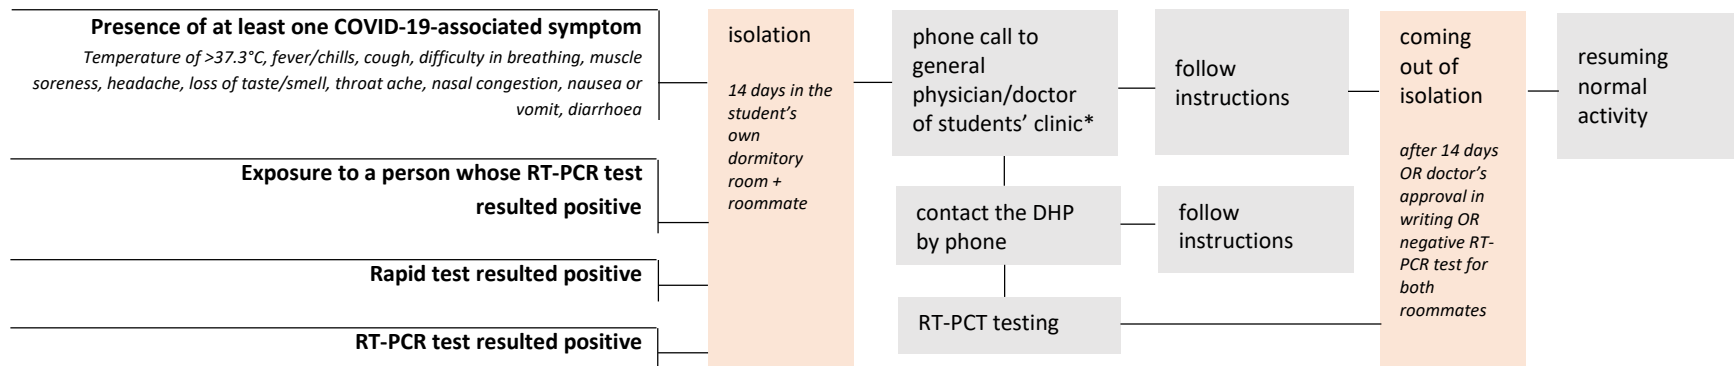 Presence of at least one COVID-19-associated symptom
Temperature of >37.3°C, fever/chills, cough, difficulty in breathing, muscle
soreness, headache, loss of taste/smell, throat ache, nasal congestion, nausea or
vomit, diarrhoea
Exposure to a person whose RT-PCR test
resulted positive
Rapid test resulted positive
RT-PCR test resulted positive
isolation
14 days in the
student’s
own
dormitory
room +
roommate
phone call to
general
physician/doctor
of students’ clinic*
follow
instructions
contact the DHP
by phone
follow
instructions
RT-PCT testing
coming
out of
isolation
after 14 days
OR doctor’s
approval in
writing OR
negative RT-
PCR test for
both
roommates
resuming
normal
activity